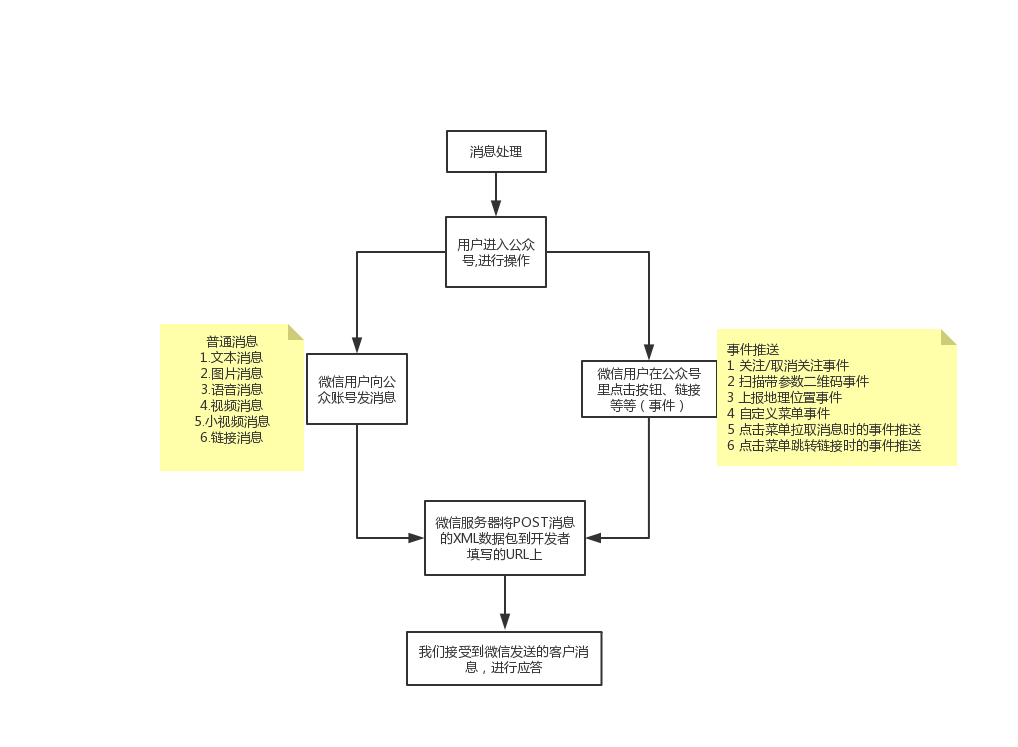 消息处理
用户进入公众
号,进行操作
普通消息
1.文本消息
2.图片消息
3.语音消息
4.视频消息
5.小视频消息
6.链接消息
微信用户向公
众账号发消息
微信用户在公众号
里点击按钮、链接
等等（事件）
事件推送
1 关注/取消关注事件
2 扫描带参数二维码事件
3 上报地理位置事件
4 自定义菜单事件
5 点击菜单拉取消息时的事件推送
6 点击菜单跳转链接时的事件推送
微信服务器将POST消息
的XML数据包到开发者
填写的URL上
我们接受到微信发送的客户消
息，进行应答